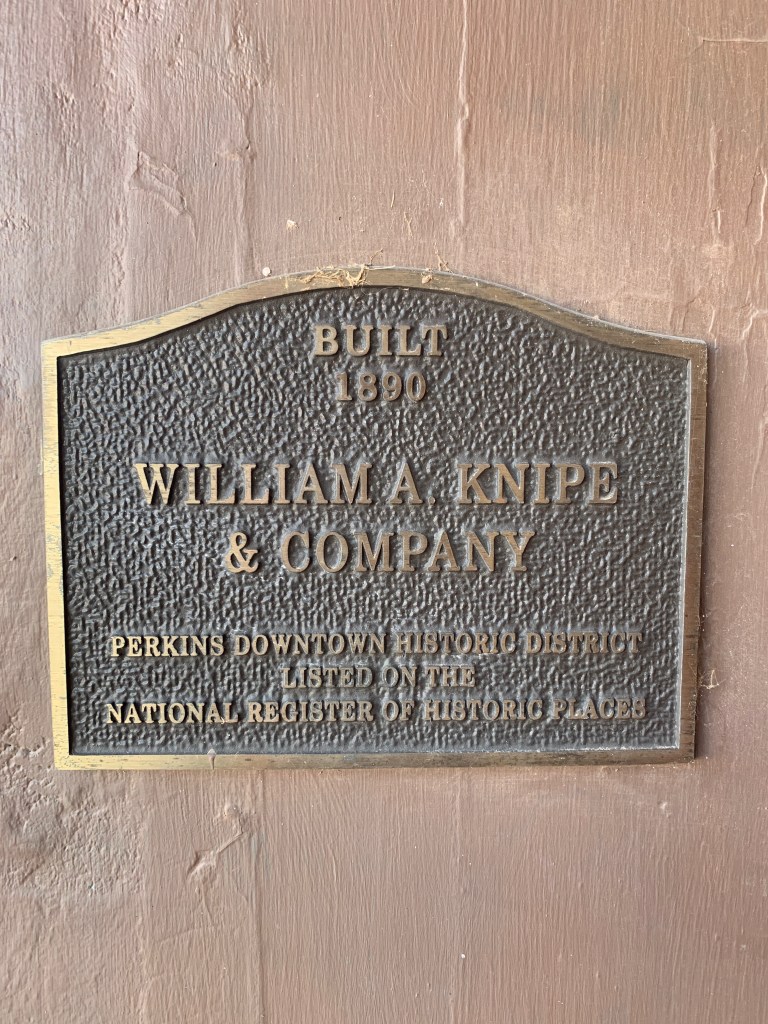 BUILT
1890
WILLIAM A. KNIPE
& COMPANY
PERKINS DOWNTOWN HISTORIC DISTRICT
LISTED ON THE
NATIONAL REGISTER OF HISTORIC PLACES